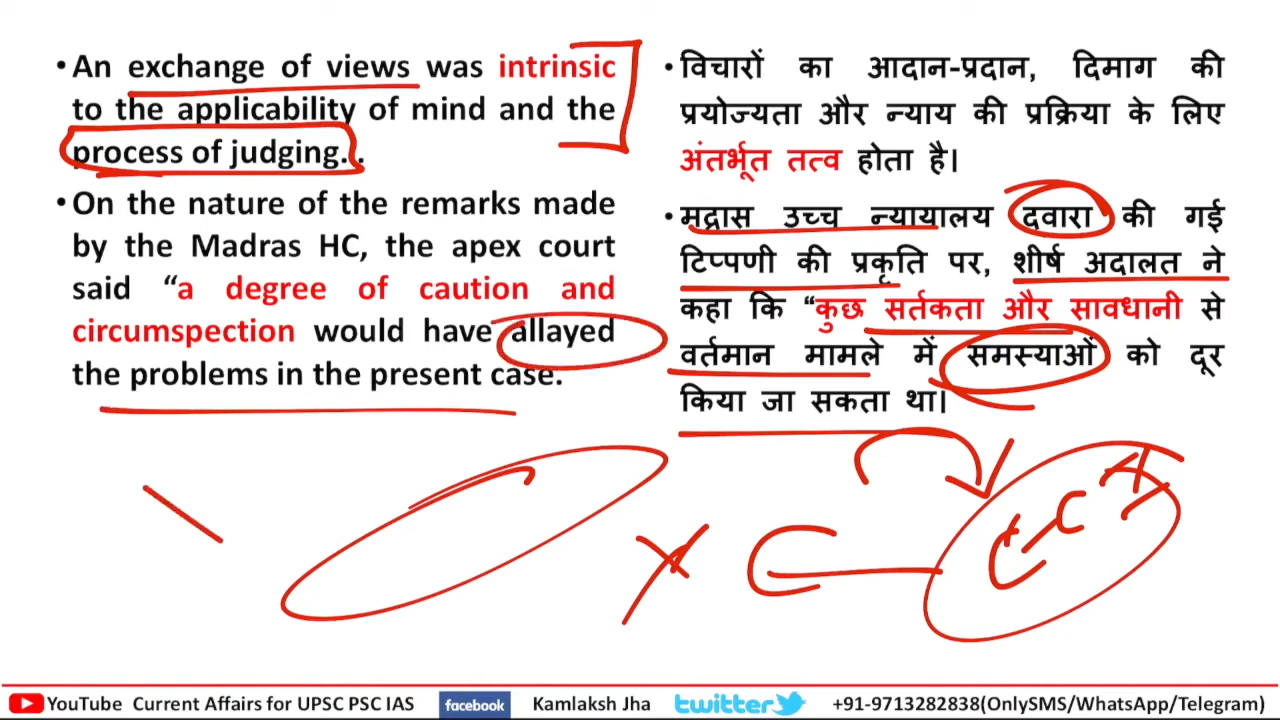 •An exchange of views was intrinsic
to the applicability of mind and the
process of judging. .
•On the nature of the remarks made
by the Madras HC, the apex court
said “a degree of caution and
circumspection would have allayed
the problems in the present case.
•विचारों का आदान-प्रदान, दिमाग की
प्रयोज्यता और न्याय की प्रक्रिया के लिए
अंतर्भूत तत्व होता है।
•मद्रास उच्च न्यायालय दवारा की गई
टिप्पणी की प्रकृति पर, शीर्ष अदालत ने
कहा कि “कुछ सर्तकता और सावधानी से
वर्तमान मामले में समस्याओं को दूर
किया जा सकता था।
YouTube Current Affairs for UPSC PSC IAS facebook Kamlaksh Jha twitter +91-9713282838(OnlySMS/WhatsApp/Telegram)